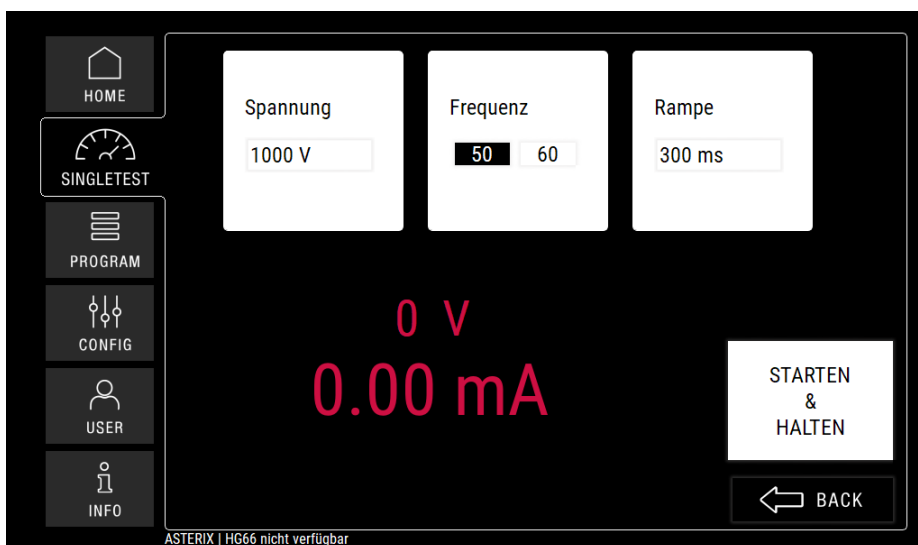 HOME
SINGLETEST
PROGRAM
CONFIG
USER
INFO
Spannung
1000 V
Frequenz
50 60
Rampe
300 ms
0 V
0.00 mA
STARTEN
&
HALTEN
BACK
ASTERIX | HG66 nicht verfügbar